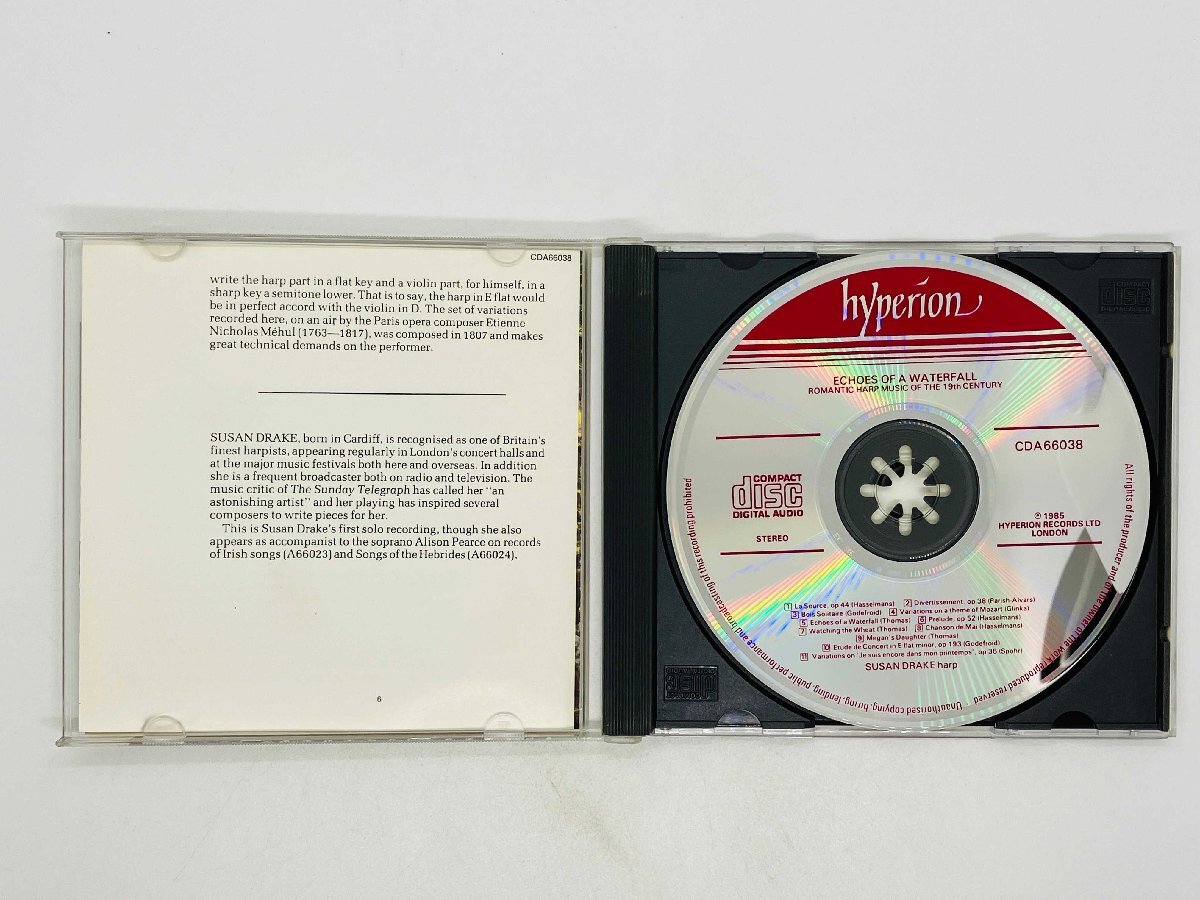 CDA66038
write the harp part in a flat key and a violin part, for himself, in a
sharp key a semitone lower. That is to say, the harp in E flat would
be in perfect accord with the violin in D. The set of variations
recorded here, on an air by the Paris opera composer Etienne
Nicholas Méhul (1763—1817), was composed in 1807 and makes
great technical demands on the performer.
SUSAN DRAKE, born in Cardiff, is recognised as one of Britain's
finest harpists, appearing regularly in London's concert halls and
at the major music festivals both here and overseas. In addition
she is a frequent broadcaster both on radio and television. The
music critic of The Sunday Telegraph has called her "an
astonishing artist" and her playing has inspired several
composers to write pieces for her.
This is Susan Drake's first solo recording, though she also
appears as accompanist to the soprano Alison Pearce on records
of Irish songs (A66023) and Songs of the Hebrides (A66024).
6
hyperion
ECHOES OF A WATERFALL
ROMANTIC HARP MUSIC OF THE 19th CENTURY
CDA66038
COMPACT
disc
DIGITAL AUDIO
STEREO
℗ 1985
HYPERION RECORDS LTD
LONDON
1 La Source, op 44 (Hasselmans) 2 Divertissement, op 38 (Parish-Alvars)
3 Bois Solitaire (Godefroid) 4 Variations on a theme of Mozart (Glinka)
5 Echoes of a Waterfall (Thomas) 6 Prelude, op 52 (Hasselmans)
7 Watching the Wheat (Thomas) 8 Chanson de Mai (Hasselmans)
9 Megan's Daughter (Thomas)
10 Etude de Concert in E flat minor, op 193 (Godefroid)
11 Variations on "Je suis encore dans mon printemps", op 36 (Spohr)
SUSAN DRAKE harp
All rights of the producer and of the owner of the work reproduced reserved · Unauthorised copying, hiring, lending, public performance and broadcasting of this recording prohibited
COMPACT
disc
DIGITAL AUDIO
COMPACT
disc
DIGITAL AUDIO